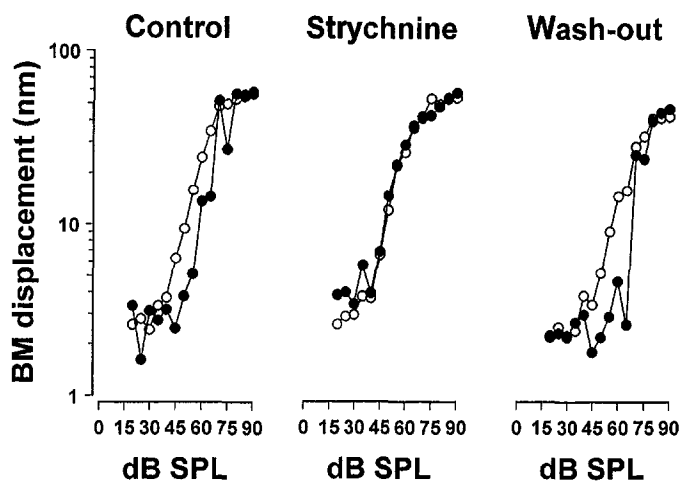 Control Strychnine Wash-out
BM displacement (nm)
100
10
1
0 15 30 45 60 75 90 0 15 30 45 60 75 90 0 15 30 45 60 75 90
dB SPL dB SPL dB SPL